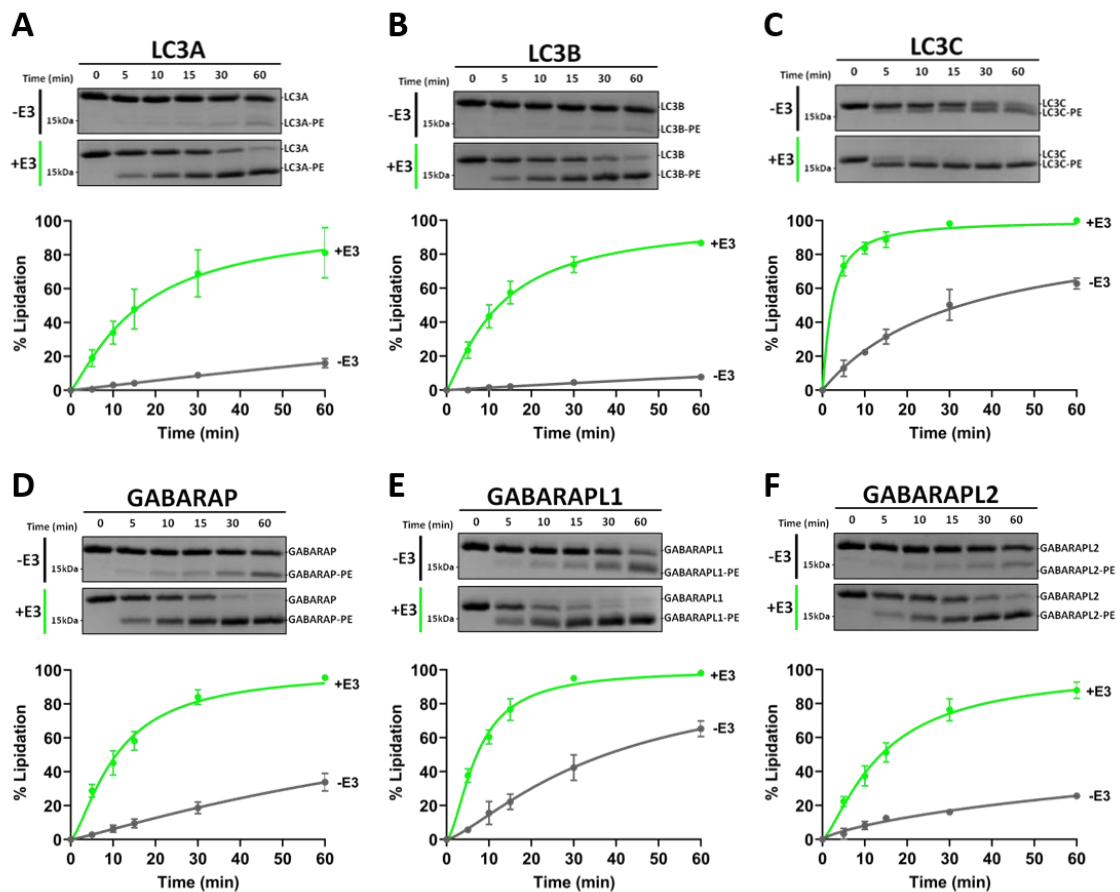 A
LC3A
Time (min) 0 5 10 15 30 60
-E3
LC3A
15kDa
LC3A-PE
+E3
LC3A
15kDa
LC3A-PE
% Lipidation
100
80
60
40
20
0
+E3
-E3
0 10 20 30 40 50 60
Time (min)
B
LC3B
Time (min) 0 5 10 15 30 60
-E3
LC3B
15kDa
LC3B-PE
+E3
LC3B
15kDa
LC3B-PE
% Lipidation
100
80
60
40
20
0
+E3
-E3
0 10 20 30 40 50 60
Time (min)
C
LC3C
Time (min) 0 5 10 15 30 60
-E3
LC3C
LC3C-PE
15kDa
+E3
LC3C
LC3C-PE
15kDa
% Lipidation
100
80
60
40
20
0
+E3
-E3
0 10 20 30 40 50 60
Time (min)
D
GABARAP
Time (min) 0 5 10 15 30 60
-E3
GABARAP
15kDa
GABARAP-PE
+E3
GABARAP
15kDa
GABARAP-PE
% Lipidation
100
80
60
40
20
0
+E3
-E3
0 10 20 30 40 50 60
Time (min)
E
GABARAPL1
Time (min) 0 5 10 15 30 60
-E3
GABARAPL1
15kDa
GABARAPL1-PE
+E3
GABARAPL1
15kDa
GABARAPL1-PE
% Lipidation
100
80
60
40
20
0
+E3
-E3
0 10 20 30 40 50 60
Time (min)
F
GABARAPL2
Time (min) 0 5 10 15 30 60
-E3
GABARAPL2
15kDa
GABARAPL2-PE
+E3
GABARAPL2
15kDa
GABARAPL2-PE
% Lipidation
100
80
60
40
20
0
+E3
-E3
0 10 20 30 40 50 60
Time (min)